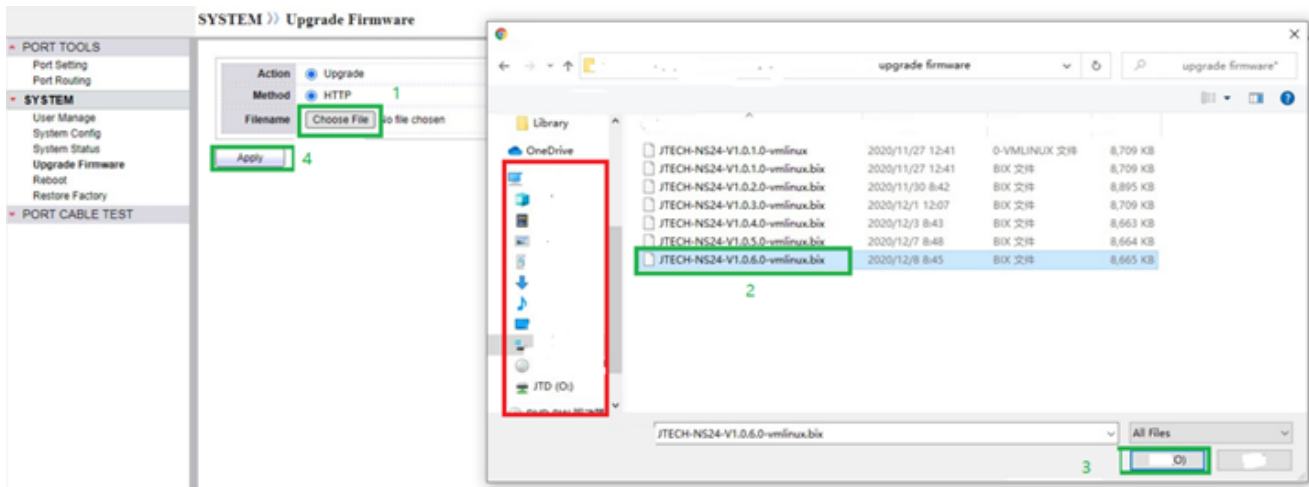 SYSTEM 》 Upgrade Firmware
PORT TOOLS
Port Setting
Port Routing
SYSTEM
User Manage
System Config
System Status
Upgrade Firmware
Reboot
Restore Factory
PORT CABLE TEST
Action Upgrade
Method HTTP 1
Filename Choose File No file chosen
Apply 4
upgrade firmware
upgrade firmware"
Library
OneDrive
JTD (O:)
JTECH-NS24-V1.0.1.0-vmlinux 2020/11/27 12:41 0-VMLINUX 文件 8,709 KB
JTECH-NS24-V1.0.1.0-vmlinux.bix 2020/11/27 12:41 BIX 文件 8,709 KB
JTECH-NS24-V1.0.2.0-vmlinux.bix 2020/11/30 8:42 BIX 文件 8,895 KB
JTECH-NS24-V1.0.3.0-vmlinux.bix 2020/12/1 12:07 BIX 文件 8,709 KB
JTECH-NS24-V1.0.4.0-vmlinux.bix 2020/12/3 8:43 BIX 文件 8,663 KB
JTECH-NS24-V1.0.5.0-vmlinux.bix 2020/12/7 8:48 BIX 文件 8,664 KB
JTECH-NS24-V1.0.6.0-vmlinux.bix 2020/12/8 8:45 BIX 文件 8,665 KB
2
JTECH-NS24-V1.0.6.0-vmlinux.bix
All Files
3
O)